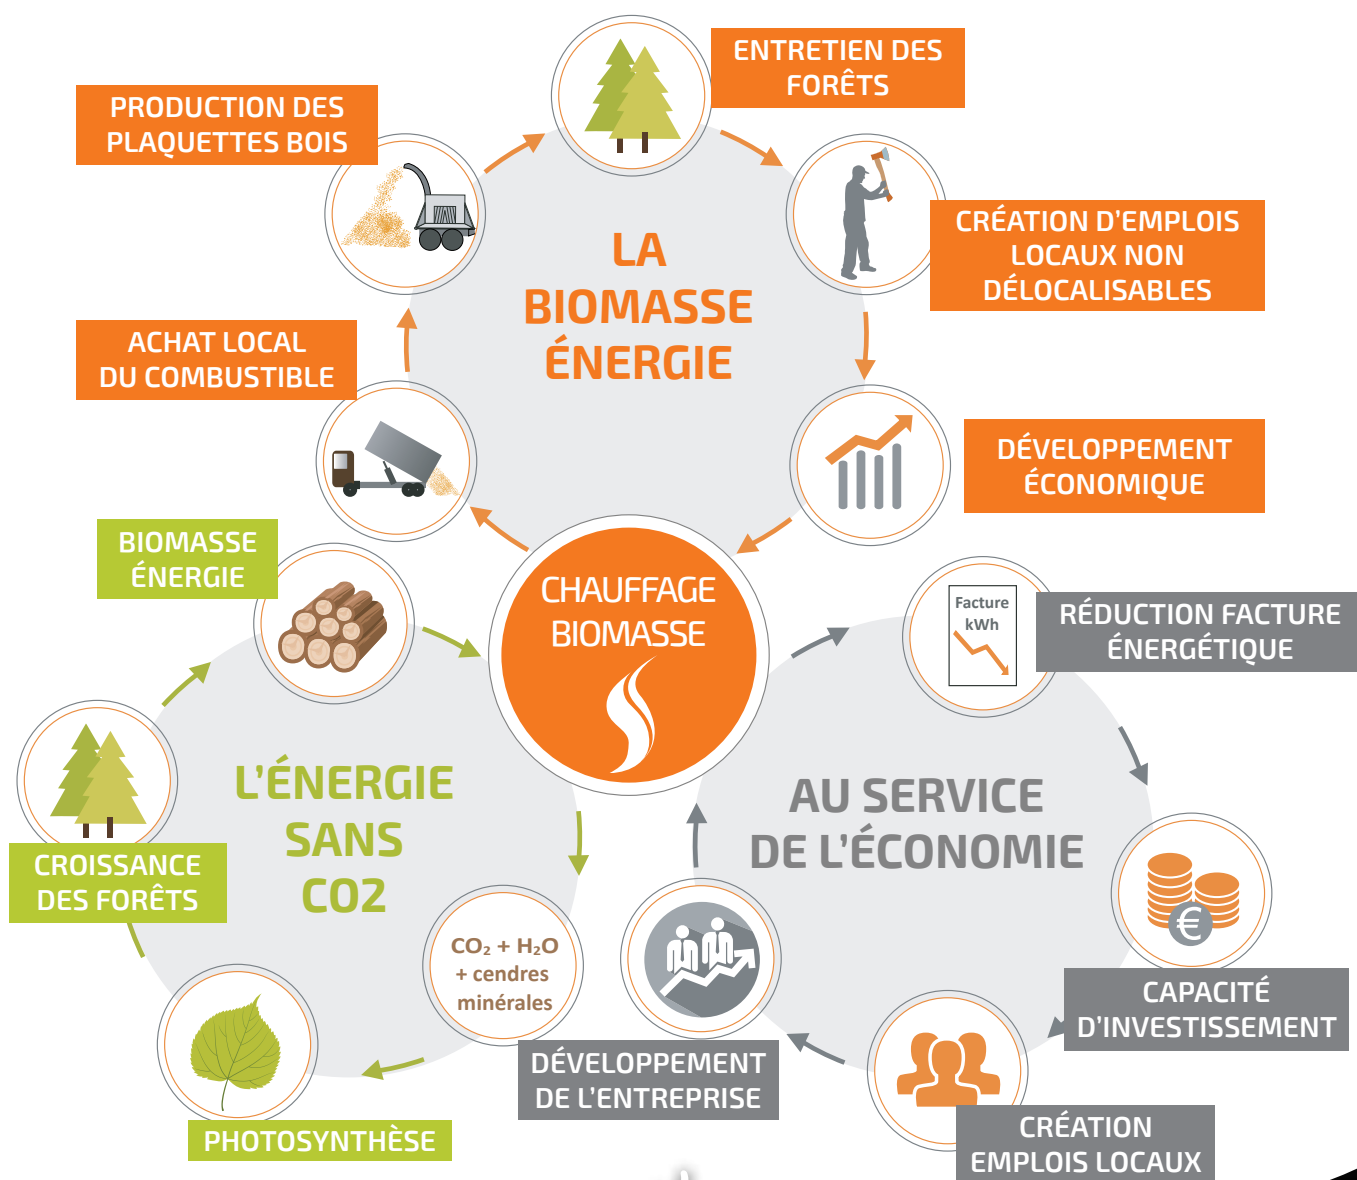 ENTRETIEN DES
FORÊTS
PRODUCTION DES
PLAQUETTES BOIS
CRÉATION D'EMPLOIS
LOCAUX NON
DÉLOCALISABLES
LA
BIOMASSE
ÉNERGIE
ACHAT LOCAL
DU COMBUSTIBLE
DÉVELOPPEMENT
ÉCONOMIQUE
BIOMASSE
ÉNERGIE
CHAUFFAGE
BIOMASSE
Facture
kWh
RÉDUCTION FACTURE
ÉNERGÉTIQUE
L'ÉNERGIE
SANS
CO2
AU SERVICE
DE L'ÉCONOMIE
CROISSANCE
DES FORÊTS
CO₂ + H₂O
+ cendres
minérales
€
CAPACITÉ
D'INVESTISSEMENT
DÉVELOPPEMENT
DE L'ENTREPRISE
PHOTOSYNTHÈSE
CRÉATION
EMPLOIS LOCAUX